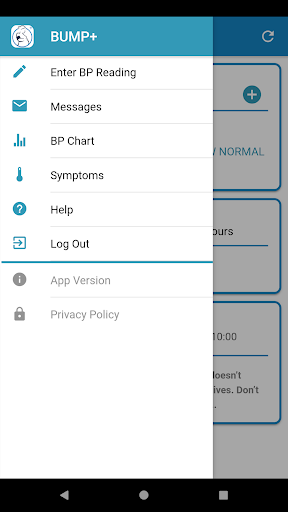 BUMP+
Enter BP Reading
Messages
W NORMAL
BP Chart
Symptoms
Help
ours
Log Out
App Version
Privacy Policy
10:00
doesn't
ives. Don't
..